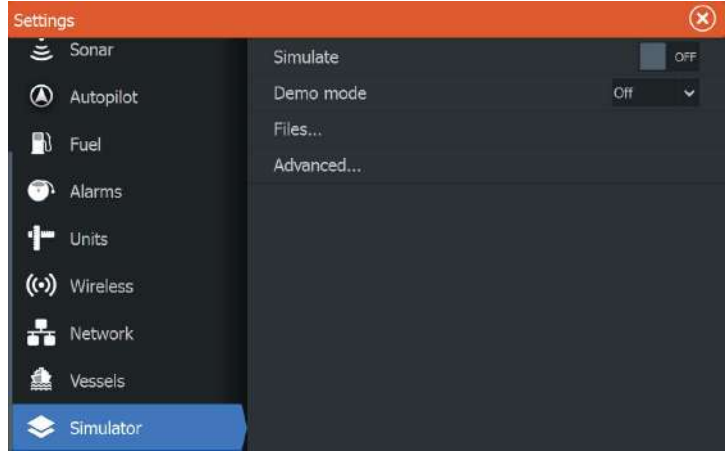 Settings
Sonar
Autopilot
Fuel
Alarms
Units
Wireless
Network
Vessels
Simulator
Simulate OFF
Demo mode Off
Files...
Advanced...